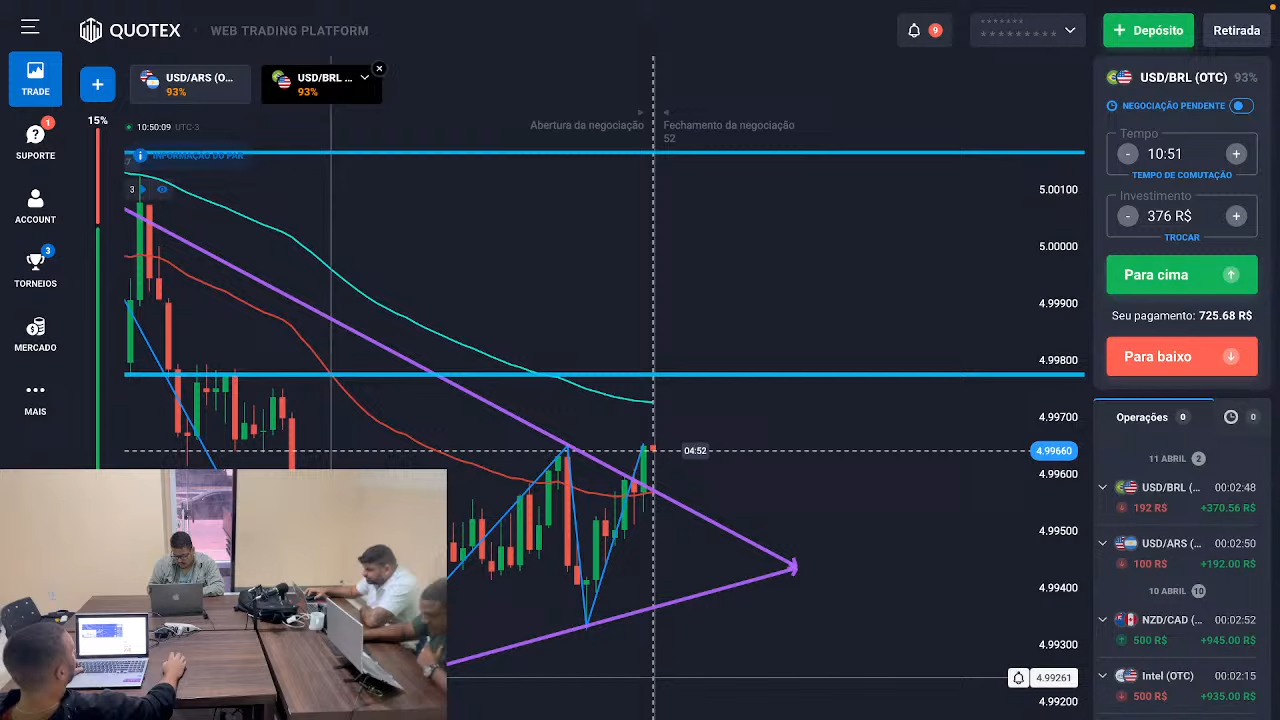 QUOTEX
WEB TRADING PLATFORM
9
*******
*********
Depósito
Retirada
TRADE
USD/ARS (O...
93%
USD/BRL ...
93%
USD/BRL (OTC) 93%
NEGOCIAÇÃO PENDENTE
Tempo
- 10:51 +
TEMPO DE COMUTAÇÃO
Investimento
- 376 R$ +
TROCAR
Para cima
Seu pagamento: 725.68 R$
Para baixo
15%
10:50:09 UTC-3
INFORMAÇÃO DO PAR
7
3
Abertura da negociação
Fechamento da negociação
52
1
SUPORTE
ACCOUNT
3
TORNEIOS
MERCADO
MAIS
5.00100
5.00000
4.99900
4.99800
4.99700
04:52
4.99660
4.99600
4.99500
4.99400
4.99300
4.99261
4.99200
Operações 0
0
11 ABRIL 2
USD/BRL (... 00:02:48
192 R$ +370.56 R$
USD/ARS (... 00:02:50
100 R$ +192.00 R$
10 ABRIL 10
NZD/CAD (... 00:02:52
500 R$ +945.00 R$
Intel (OTC) 00:02:15
500 R$ +935.00 R$